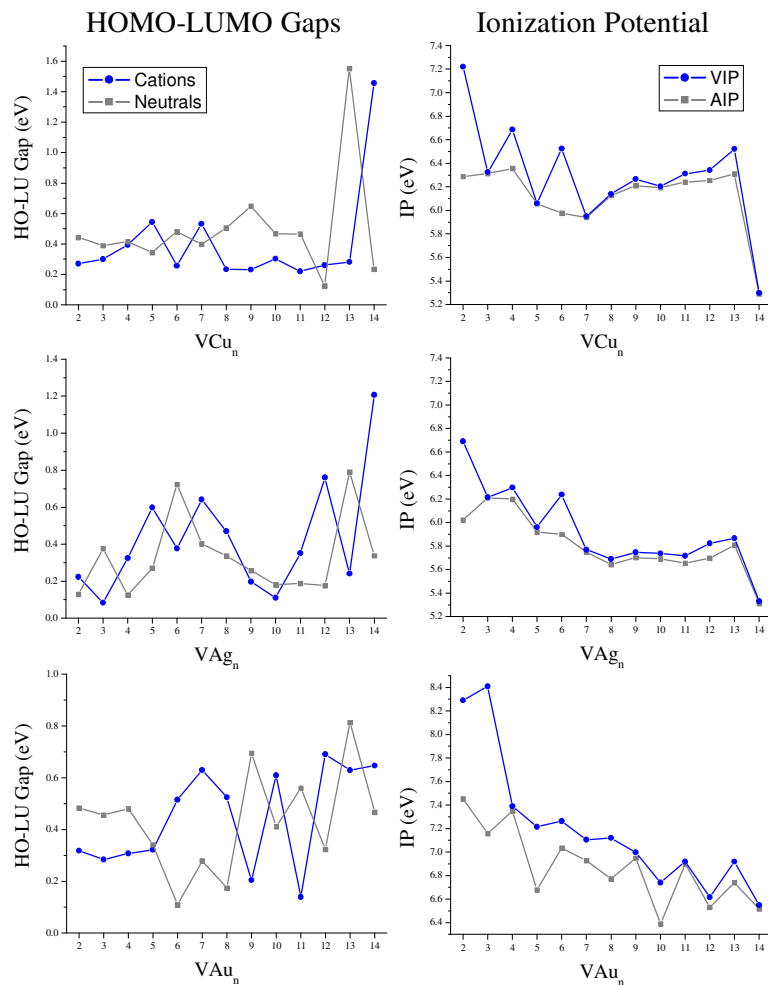 HOMO-LUMO Gaps
Ionization Potential
HO-LU Gap (eV)
1.6
1.4
1.2
1.0
0.8
0.6
0.4
0.2
0.0
Cations
Neutrals
2 3 4 5 6 7 8 9 10 11 12 13 14
VCu_n
IP (eV)
7.4
7.2
7.0
6.8
6.6
6.4
6.2
6.0
5.8
5.6
5.4
5.2
VIP
AIP
2 3 4 5 6 7 8 9 10 11 12 13 14
VCu_n
HO-LU Gap (eV)
1.4
1.2
1.0
0.8
0.6
0.4
0.2
0.0
2 3 4 5 6 7 8 9 10 11 12 13 14
VAg_n
IP (eV)
7.4
7.2
7.0
6.8
6.6
6.4
6.2
6.0
5.8
5.6
5.4
5.2
2 3 4 5 6 7 8 9 10 11 12 13 14
VAg_n
HO-LU Gap (eV)
1.0
0.8
0.6
0.4
0.2
0.0
2 3 4 5 6 7 8 9 10 11 12 13 14
VAu_n
IP (eV)
8.4
8.2
8.0
7.8
7.6
7.4
7.2
7.0
6.8
6.6
6.4
2 3 4 5 6 7 8 9 10 11 12 13 14
VAu_n